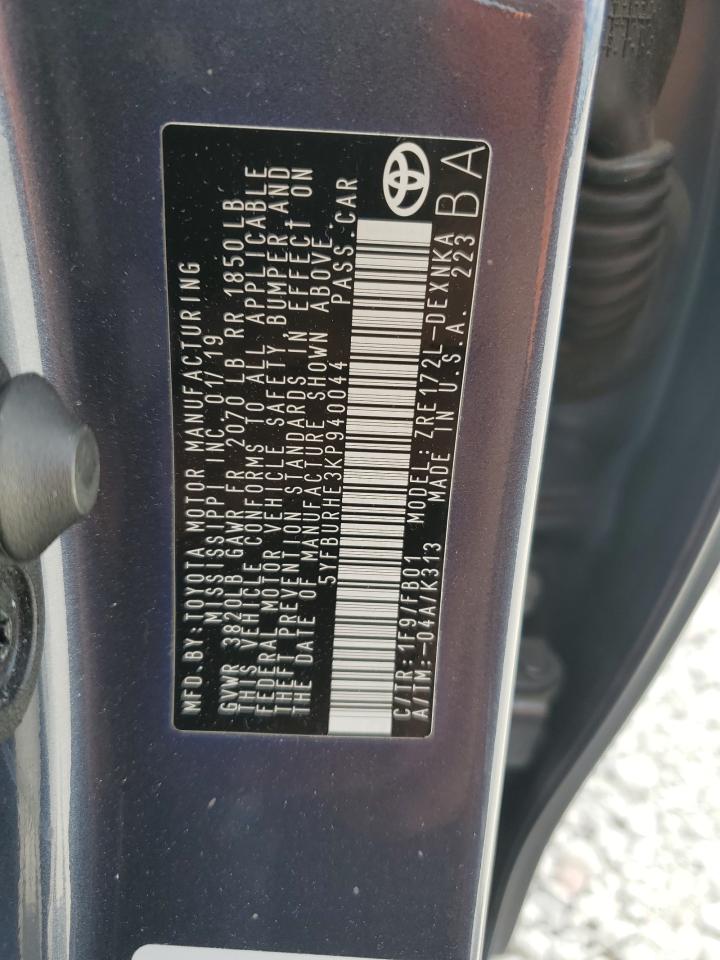 MFD.BY:TOYOTA MOTOR MANUFACTURING
MISSISSIPPI INC 01/19
GVWR 3820LB GAWR FR 2070 LB RR 1850 LB
THIS VEHICLE CONFORMS TO ALL APPLICABLE
FEDERAL MOTOR VEHICLE SAFETY BUMPER AND
THEFT PREVENTION STANDARDS IN EFFECT ON
THE DATE OF MANUFACTURE SHOWN ABOVE.
5YFBURHE3KP940044 PASS.CAR
C/TR:1F9/FB01 MODEL:ZRE172L-DEXNKA
A/TM:-04A/K313 MADE IN U.S.A. 223
BA